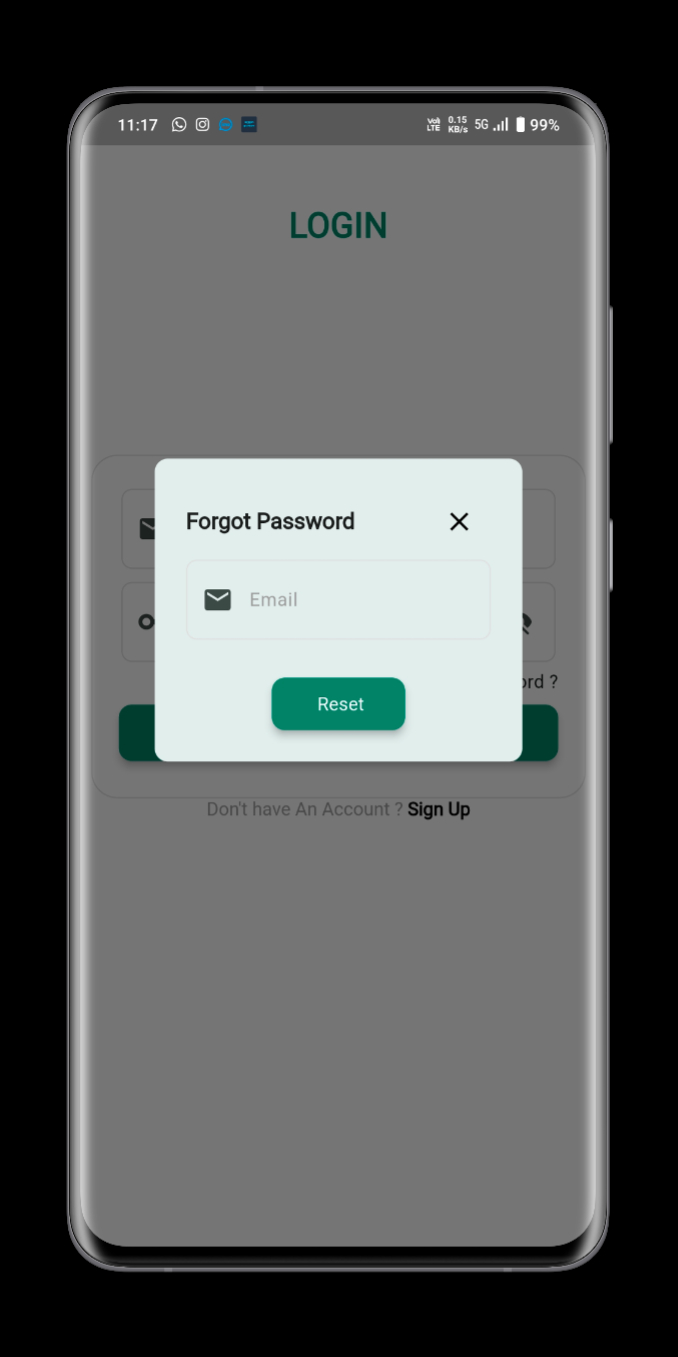 11:17 Vo) LTE 0.15 KB/s 5G 99%
LOGIN
Forgot Password
Email
ord ?
Reset
Don't have An Account ? Sign Up